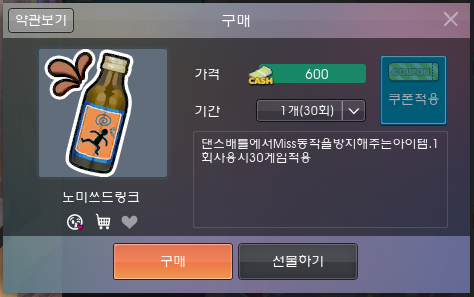 약관보기
구매
가격
CASH
600
COUPON
쿠폰적용
기간
1개(30회)
댄스배틀에서Miss동작을방지해주는아이템.1
회사용시30게임적용
노미쓰드링크
구매
선물하기